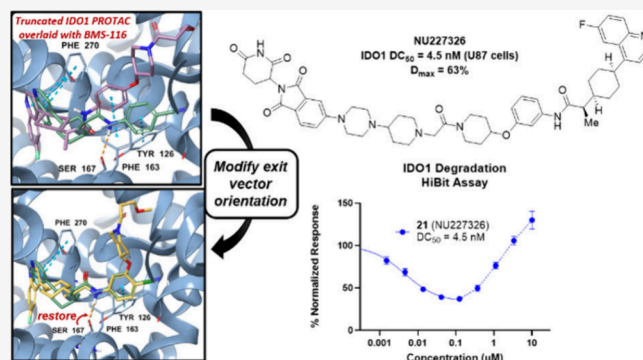 Truncated IDO1 PROTAC
overlaid with BMS-116
PHE 270
SER 167
TYR 126
PHE 163
Modify exit
vector
orientation
PHE 270
restore
SER 167
TYR 126
PHE 163
NU227326
IDO1 DC50 = 4.5 nM (U87 cells)
Dmax = 63%
F
N
O
NH
O
N
O
O
N
N
N
O
N
O
N
H
O
Me
IDO1 Degradation
HiBit Assay
% Normalized Response
150
100
50
0
21 (NU227326)
DC50 = 4.5 nM
0.001
0.01
0.1
1
10
Concentration (uM)